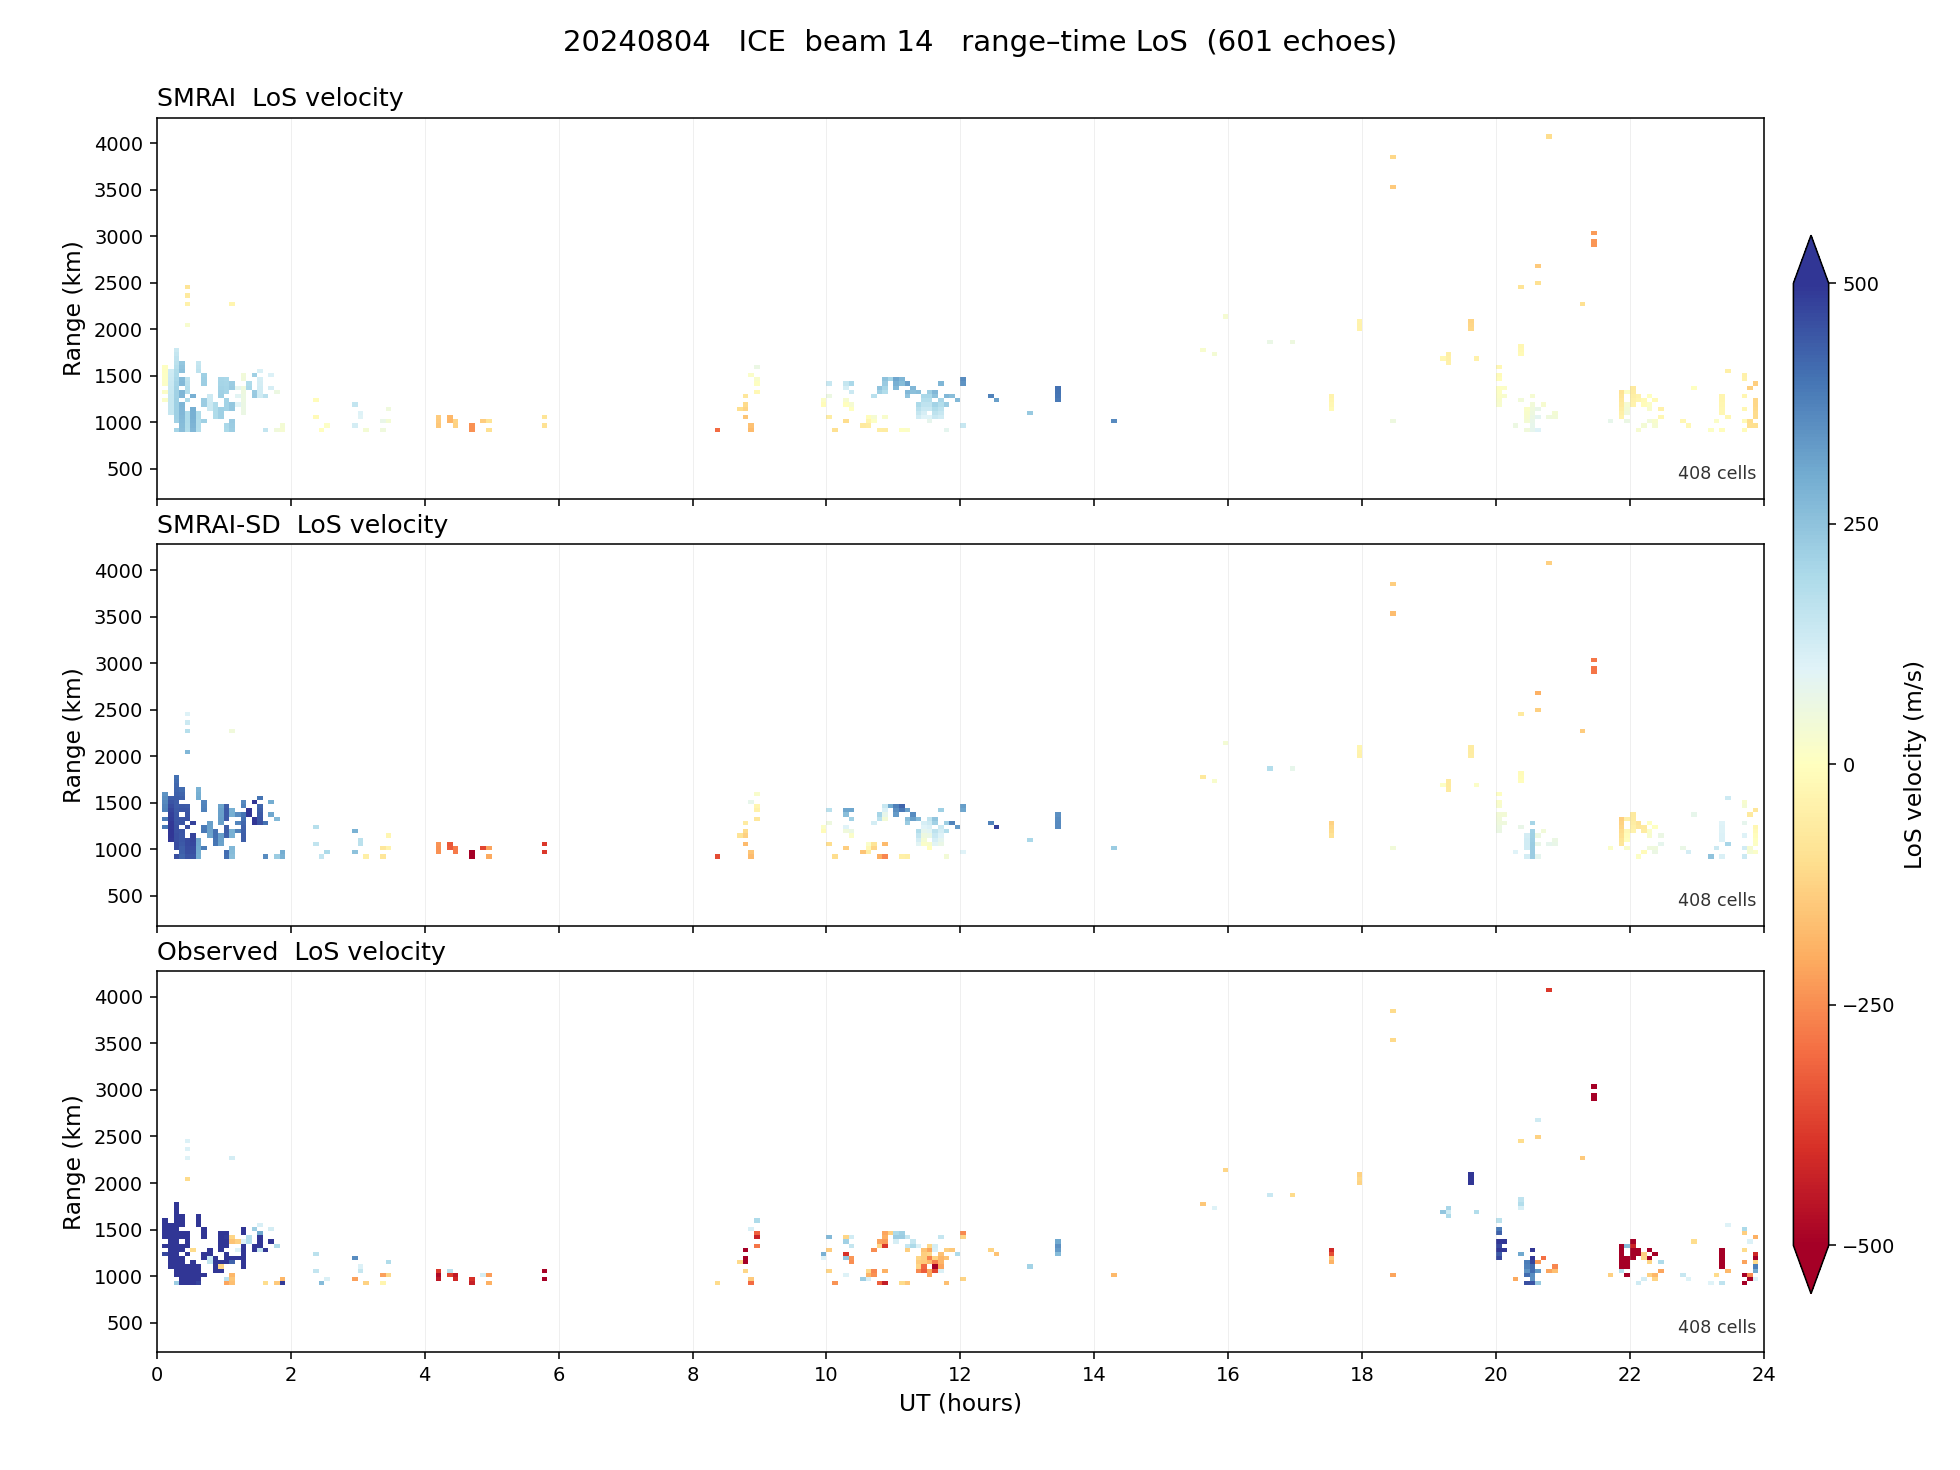 20240804   ICE  beam 14   range–time LoS  (601 echoes)
SMRAI  LoS velocity
4000
3500
3000
2500
2000
1500
1000
500
Range (km)
408 cells
SMRAI-SD  LoS velocity
4000
3500
3000
2500
2000
1500
1000
500
Range (km)
408 cells
Observed  LoS velocity
4000
3500
3000
2500
2000
1500
1000
500
Range (km)
408 cells
0 2 4 6 8 10 12 14 16 18 20 22 24
UT (hours)
500
250
0
−250
−500
LoS velocity (m/s)